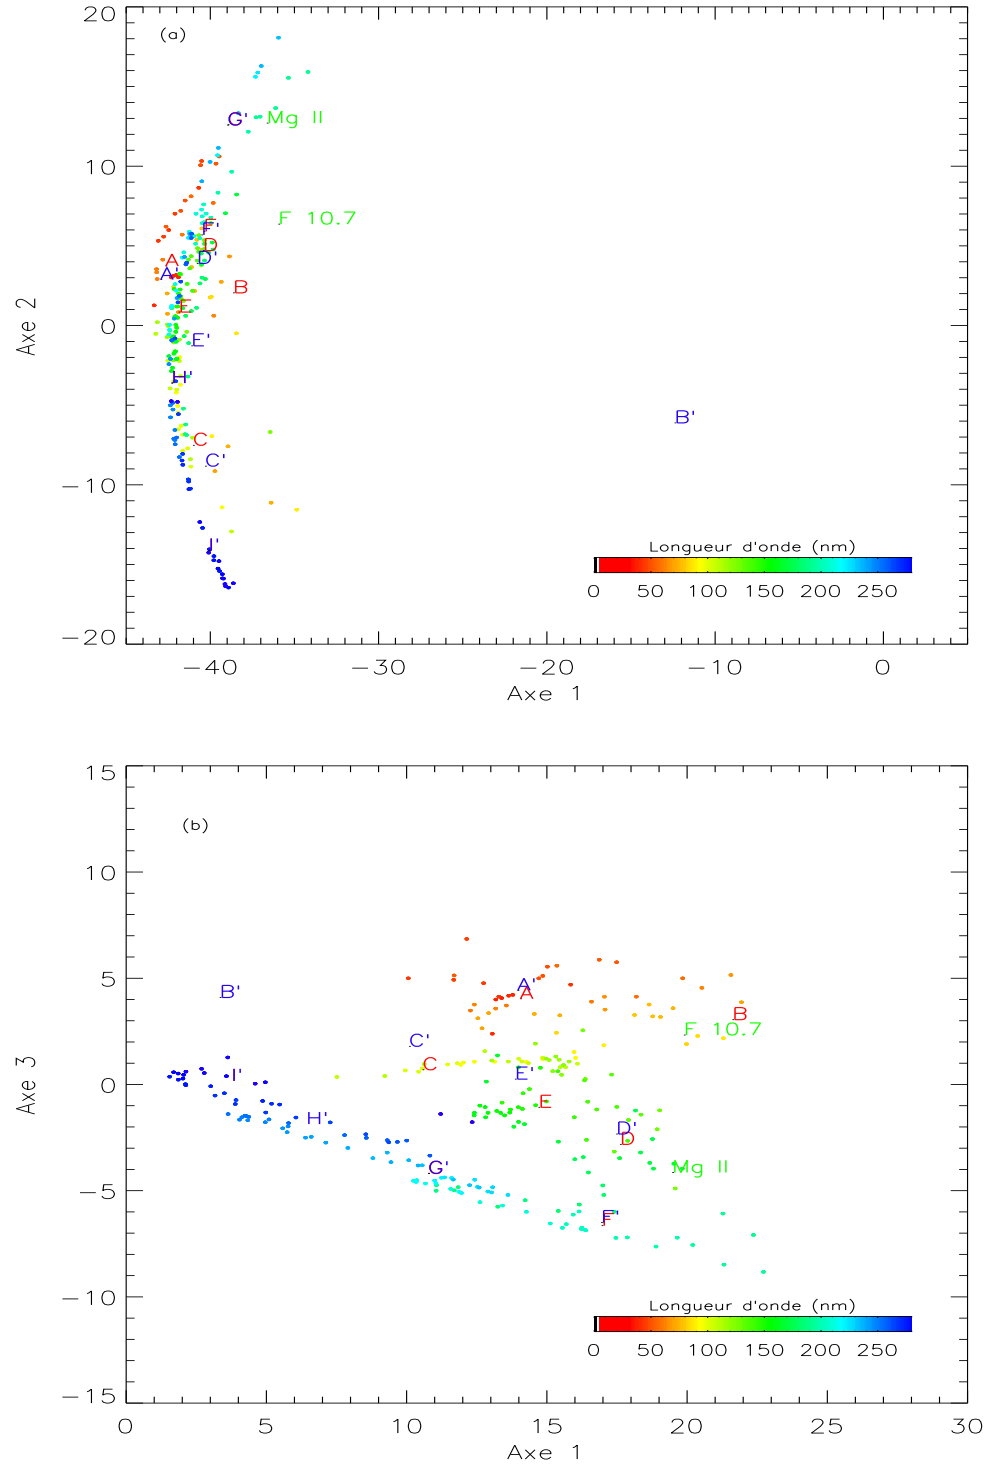 20
(a)
G' Mg II
10
F' F 10.7
D
D'
A
A'
B
E
0
E'
H'
B'
C
C'
-10
I'
Longueur d'onde (nm)
0 50 100 150 200 250
-20
-40 -30 -20 -10 0
Axe 1
Axe 2
15
(b)
10
5
A'
A
B'
B
F 10.7
C'
C
I'
E'
0
E
H'
D'
D
G'
Mg II
-5
F'
F
-10
Longueur d'onde (nm)
0 50 100 150 200 250
-15
0 5 10 15 20 25 30
Axe 1
Axe 3